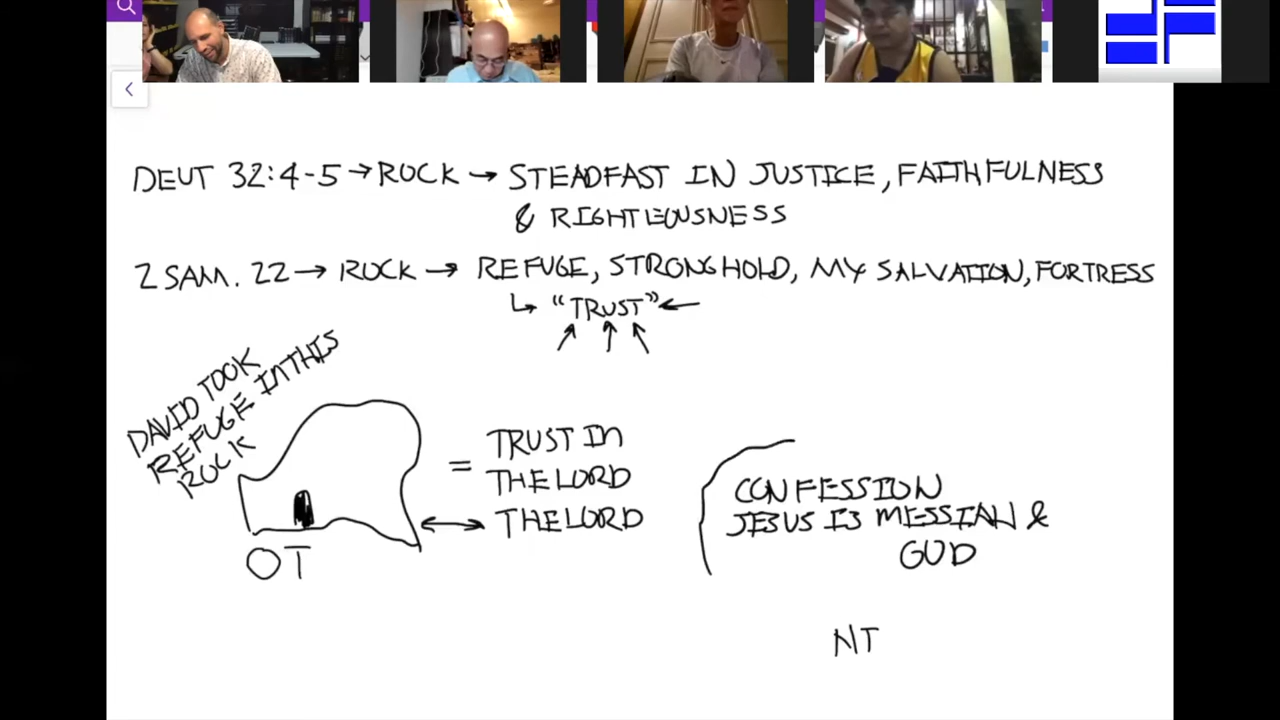 DEUT 32:4-5 → ROCK → STEADFAST IN JUSTICE, FAITHFULNESS
& RIGHTEOUSNESS
2 SAM. 22 → ROCK → REFUGE, STRONGHOLD, MY SALVATION, FORTRESS
↳ "TRUST" ←
DAVID TOOK
REFUGE IN THIS
ROCK
= TRUST IN
THE LORD
↔ THE LORD
OT
CONFESSION
JESUS IS MESSIAH &
GOD
NT